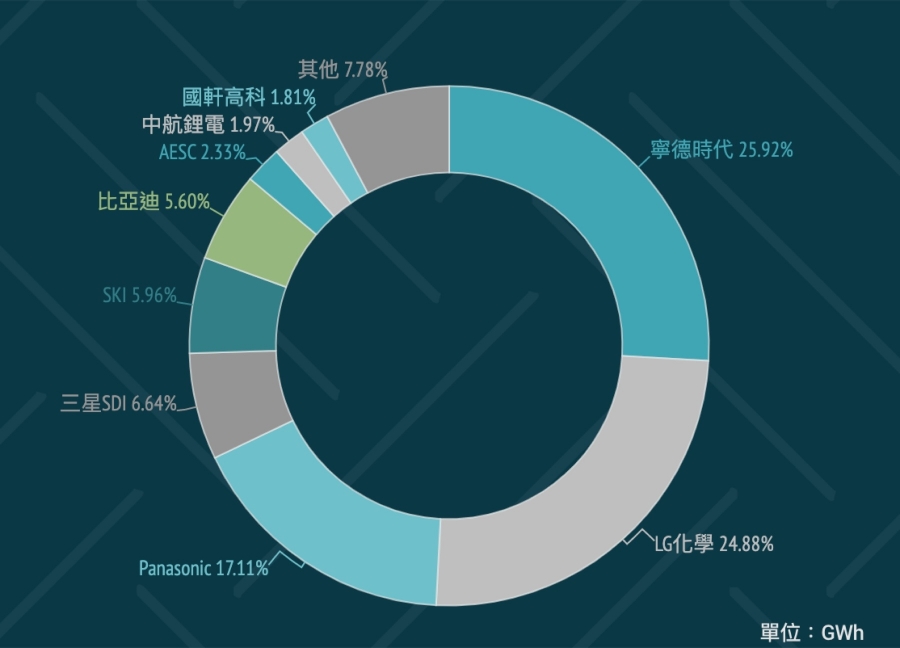 其他 7.78%
國軒高科 1.81%
中航鋰電 1.97%
AESC 2.33%
寧德時代 25.92%
比亞迪 5.60%
SKI 5.96%
三星SDI 6.64%
LG化學 24.88%
Panasonic 17.11%
單位：GWh